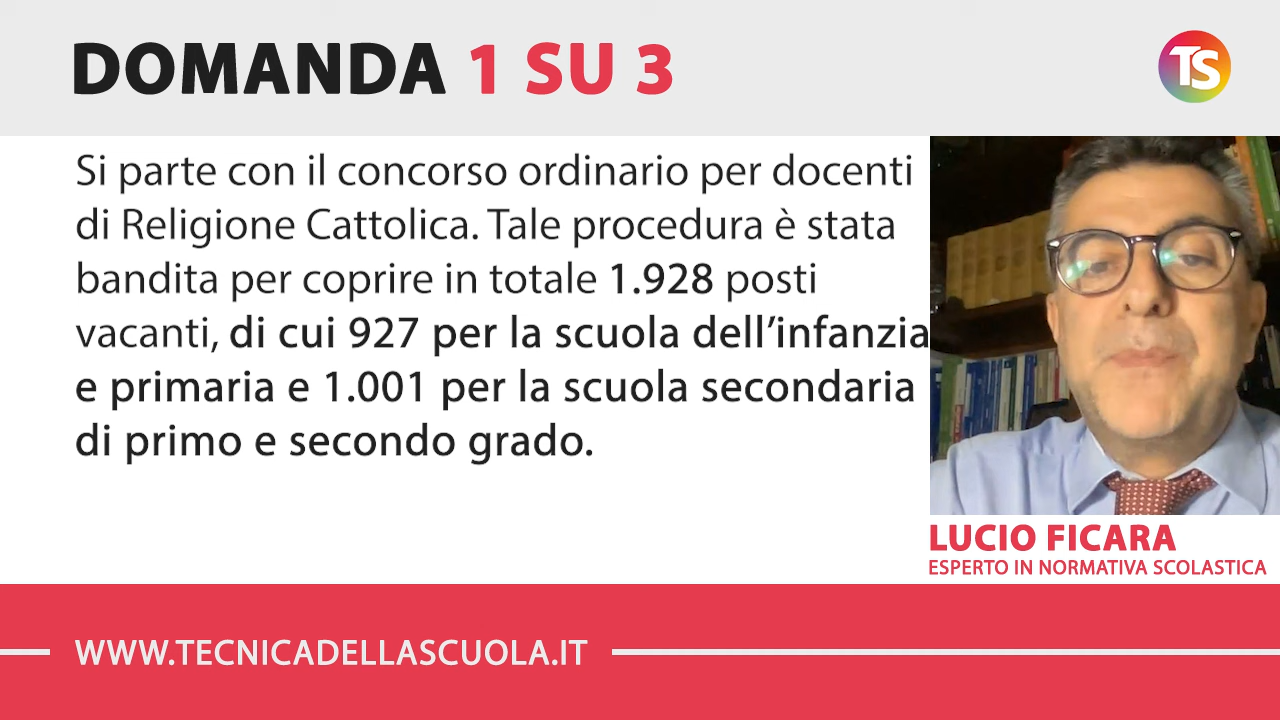 DOMANDA 1 SU 3
TS
Si parte con il concorso ordinario per docenti
di Religione Cattolica. Tale procedura è stata
bandita per coprire in totale 1.928 posti
vacanti, di cui 927 per la scuola dell’infanzia
e primaria e 1.001 per la scuola secondaria
di primo e secondo grado.
LUCIO FICARA
ESPERTO IN NORMATIVA SCOLASTICA
WWW.TECNICADELLASCUOLA.IT